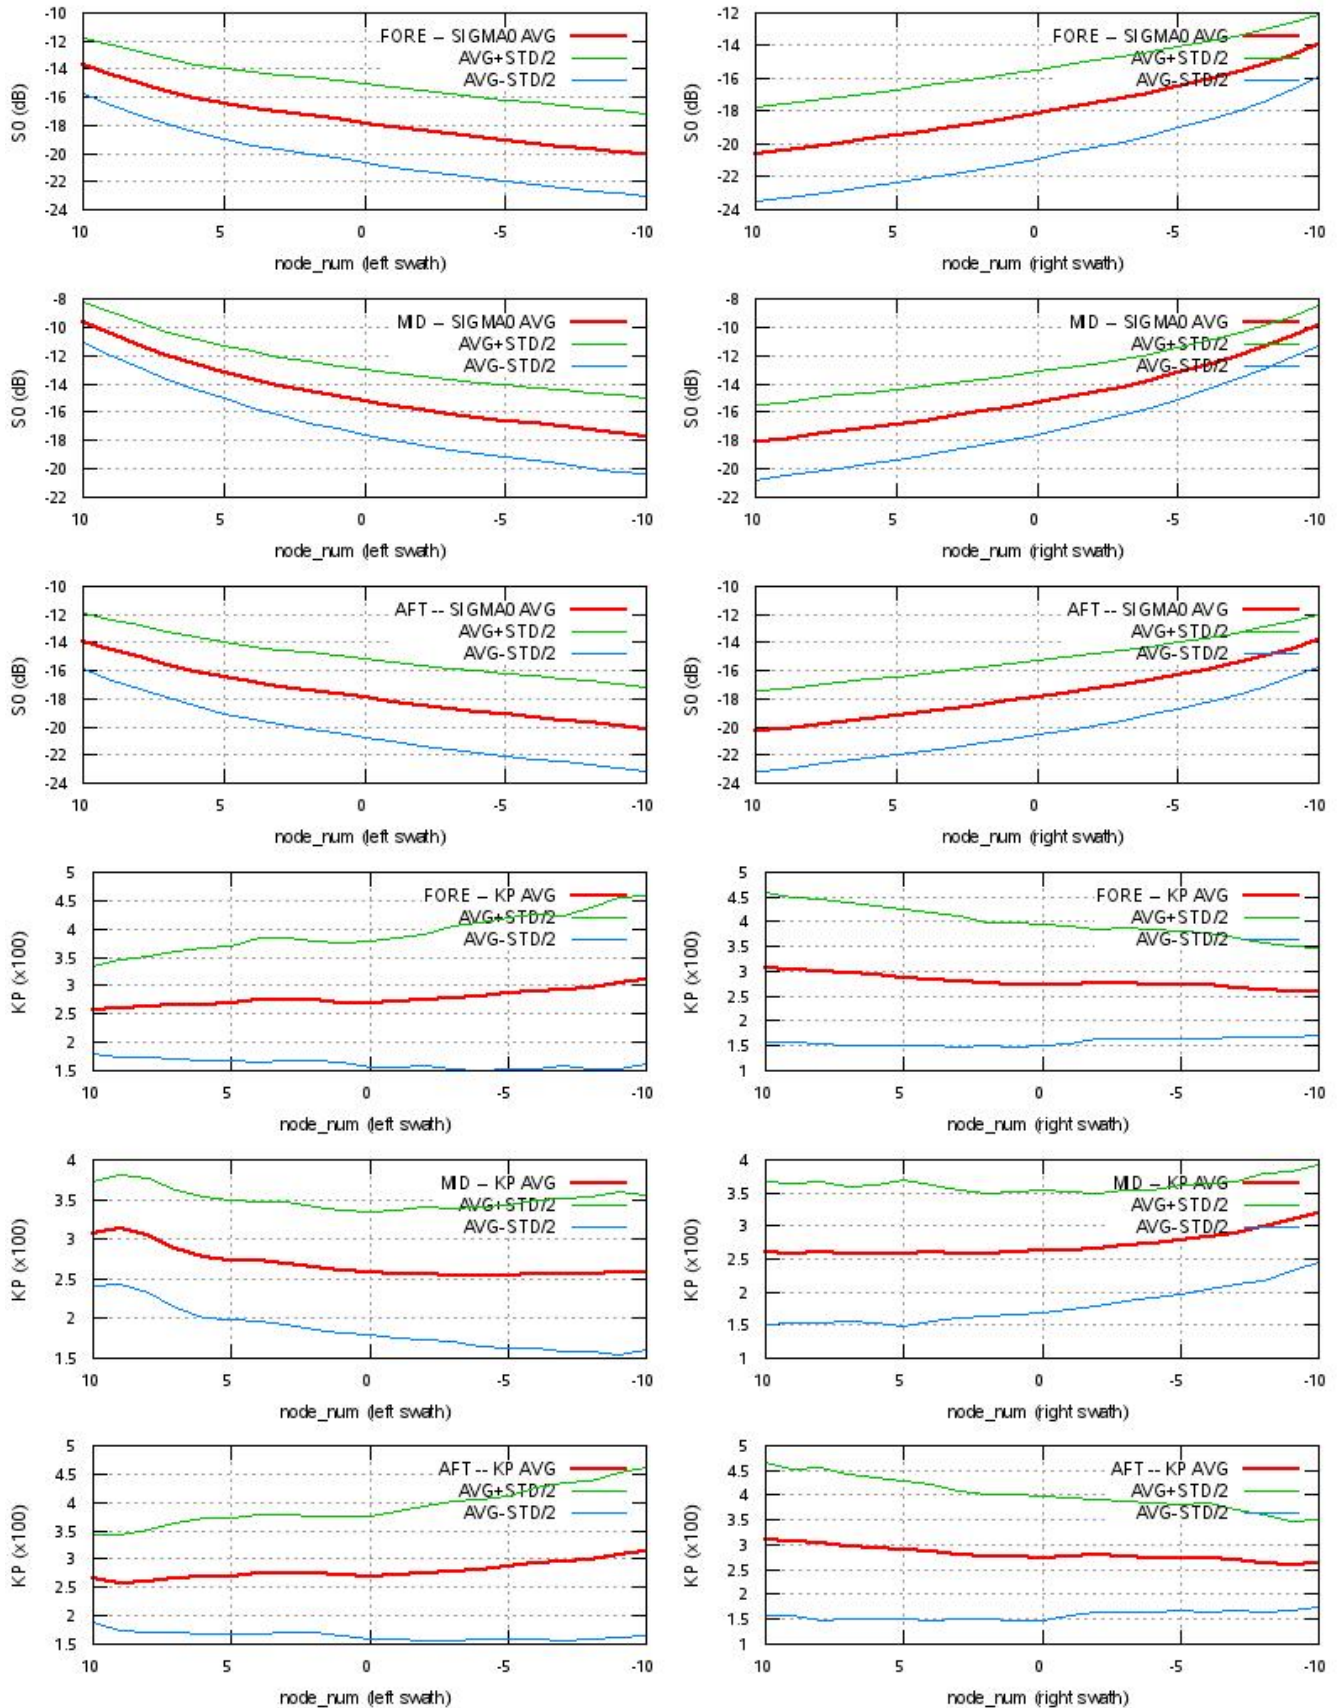 -10
-12
-14
-16
-18
-20
-22
-24
S0 (dB)
FORE -- SIGMA0 AVG
AVG+STD/2
AVG-STD/2
10 5 0 -5 -10
node_num (left swath)
-12
-14
-16
-18
-20
-22
-24
S0 (dB)
FORE -- SIGMA0 AVG
AVG+STD/2
AVG-STD/2
10 5 0 -5 -10
node_num (right swath)
-8
-10
-12
-14
-16
-18
-20
-22
S0 (dB)
MID -- SIGMA0 AVG
AVG+STD/2
AVG-STD/2
10 5 0 -5 -10
node_num (left swath)
-8
-10
-12
-14
-16
-18
-20
-22
S0 (dB)
MID -- SIGMA0 AVG
AVG+STD/2
AVG-STD/2
10 5 0 -5 -10
node_num (right swath)
-10
-12
-14
-16
-18
-20
-22
-24
S0 (dB)
AFT -- SIGMA0 AVG
AVG+STD/2
AVG-STD/2
10 5 0 -5 -10
node_num (left swath)
-10
-12
-14
-16
-18
-20
-22
-24
S0 (dB)
AFT -- SIGMA0 AVG
AVG+STD/2
AVG-STD/2
10 5 0 -5 -10
node_num (right swath)
5
4.5
4
3.5
3
2.5
2
1.5
KP (x100)
FORE -- KP AVG
AVG+STD/2
AVG-STD/2
10 5 0 -5 -10
node_num (left swath)
5
4.5
4
3.5
3
2.5
2
1.5
1
KP (x100)
FORE -- KP AVG
AVG+STD/2
AVG-STD/2
10 5 0 -5 -10
node_num (right swath)
4
3.5
3
2.5
2
1.5
KP (x100)
MID -- KP AVG
AVG+STD/2
AVG-STD/2
10 5 0 -5 -10
node_num (left swath)
4
3.5
3
2.5
2
1.5
1
KP (x100)
MID -- KP AVG
AVG+STD/2
AVG-STD/2
10 5 0 -5 -10
node_num (right swath)
5
4.5
4
3.5
3
2.5
2
1.5
KP (x100)
AFT -- KP AVG
AVG+STD/2
AVG-STD/2
10 5 0 -5 -10
node_num (left swath)
5
4.5
4
3.5
3
2.5
2
1.5
1
KP (x100)
AFT -- KP AVG
AVG+STD/2
AVG-STD/2
10 5 0 -5 -10
node_num (right swath)